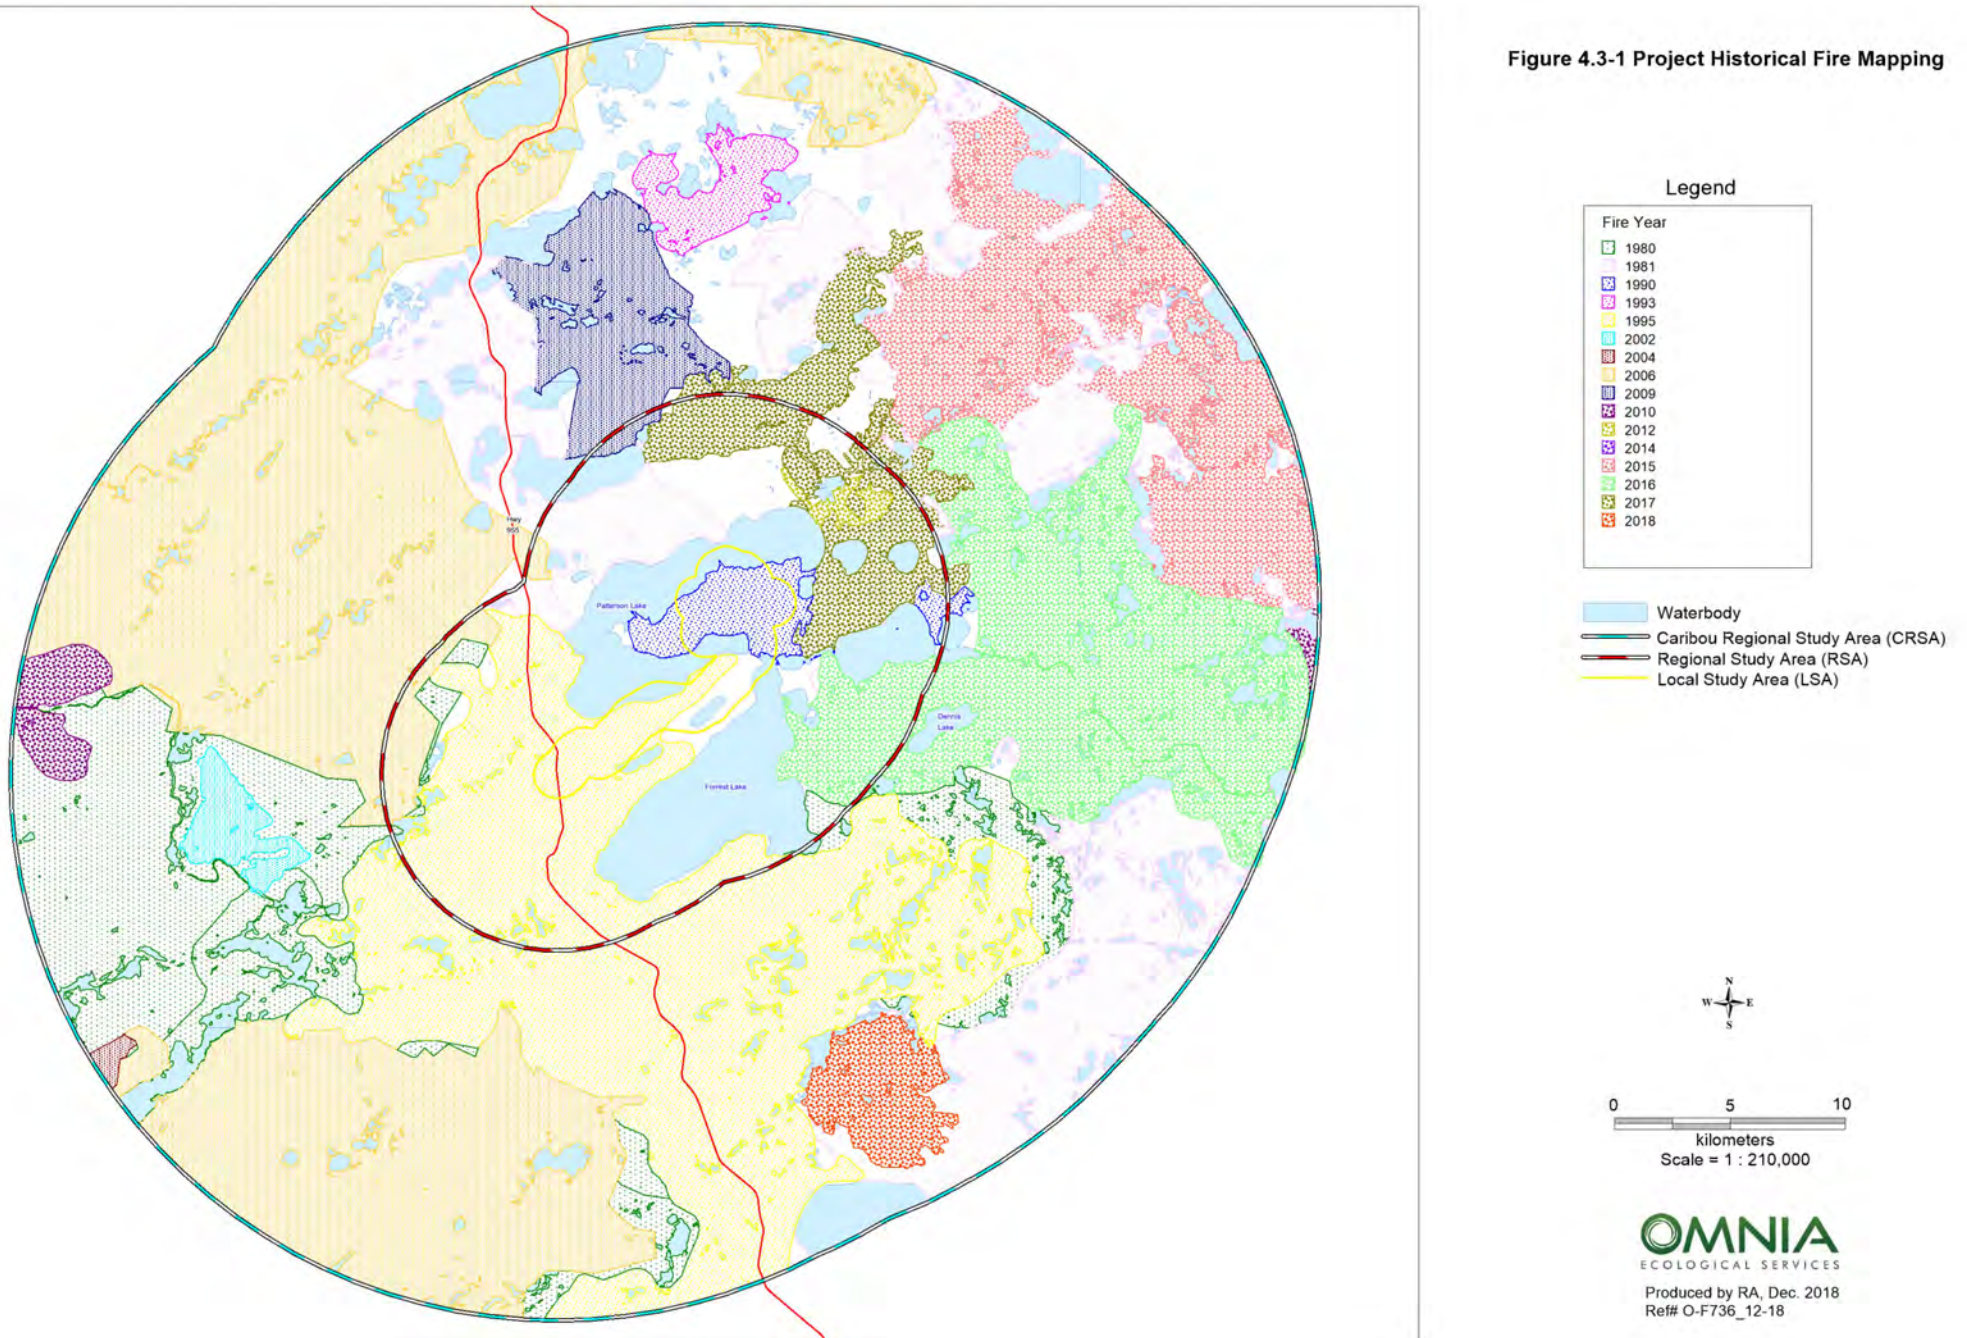 Figure 4.3-1 Project Historical Fire Mapping
Legend
Fire Year
1980
1981
1990
1993
1995
2002
2004
2006
2009
2010
2012
2014
2015
2016
2017
2018
Waterbody
Caribou Regional Study Area (CRSA)
Regional Study Area (RSA)
Local Study Area (LSA)
Hwy
955
Patterson Lake
Dennis
Lake
Forrest Lake
N
W E
S
0 5 10
kilometers
Scale = 1 : 210,000
OMNIA
ECOLOGICAL SERVICES
Produced by RA, Dec. 2018
Ref# O-F736_12-18